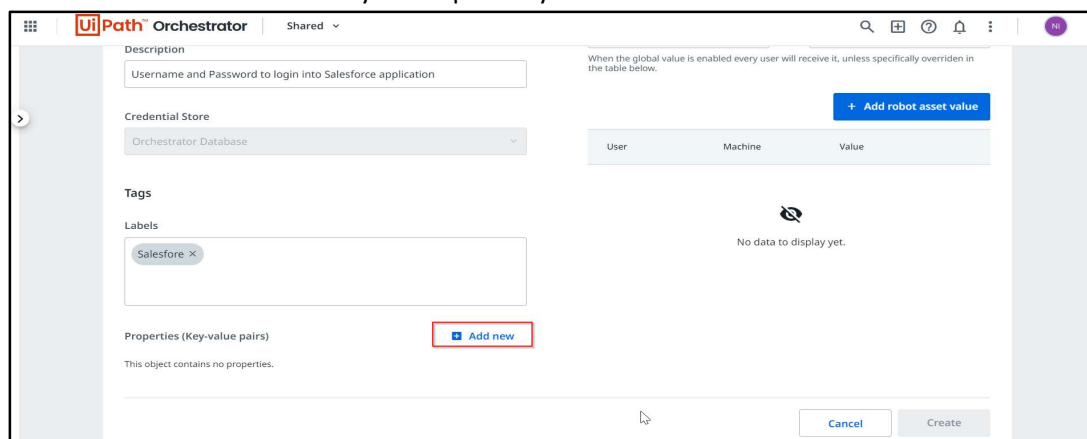 UiPath™ Orchestrator
Shared
NI
Description
Username and Password to login into Salesforce application
Credential Store
Orchestrator Database
Tags
Labels
Salesfore ×
Properties (Key-value pairs)
Add new
This object contains no properties.
When the global value is enabled every user will receive it, unless specifically overriden in
the table below.
+ Add robot asset value
User Machine Value
No data to display yet.
Cancel
Create